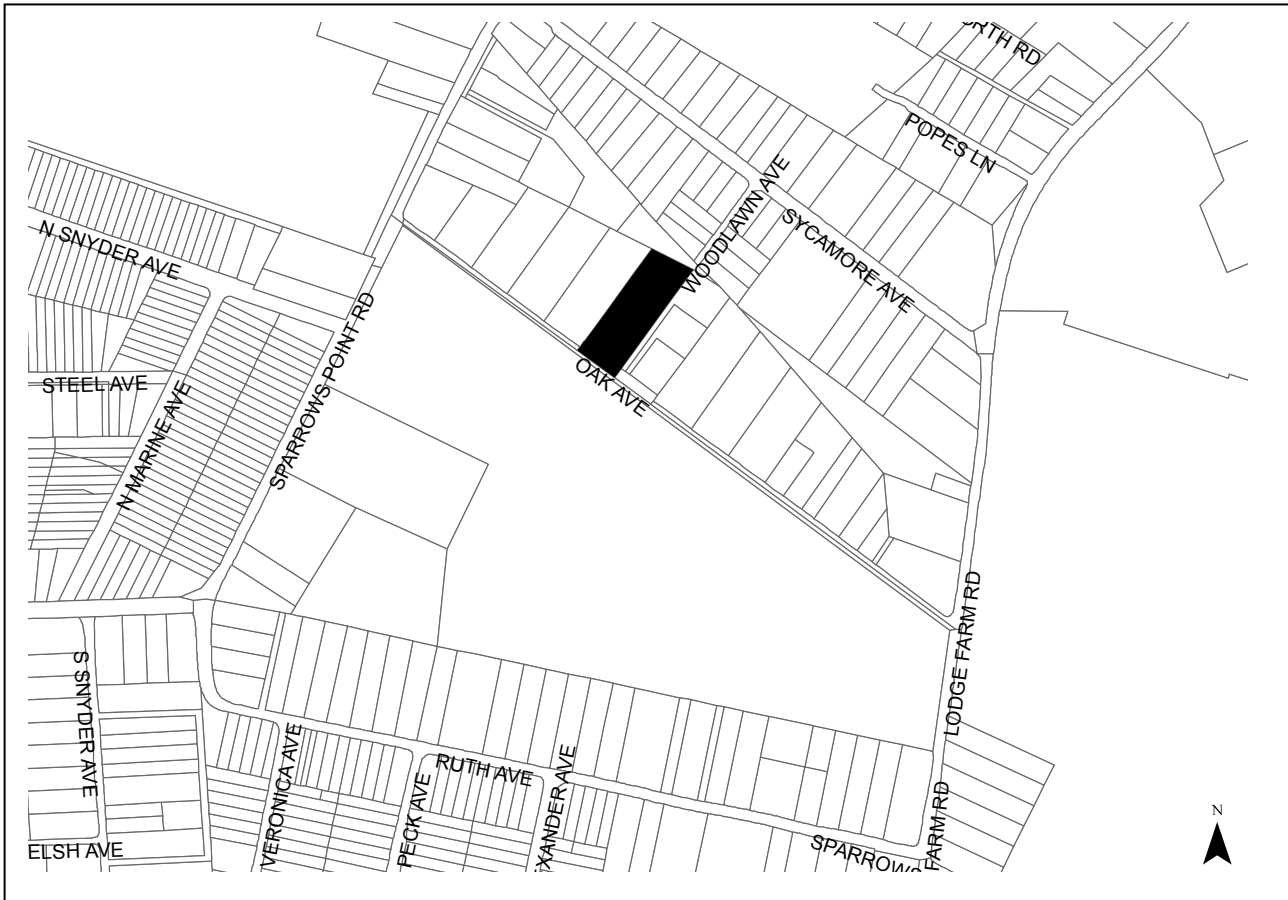 ORTH RD
POPES LN
WOODLAWN AVE
SYCAMORE AVE
N SNYDER AVE
SPARROWS POINT RD
STEEL AVE
OAK AVE
N MARINE AVE
LODGE FARM RD
S SNYDER AVE
VERONICA AVE
RUTH AVE
PECK AVE
XANDER AVE
FARM RD
N
ELSH AVE
SPARROWS